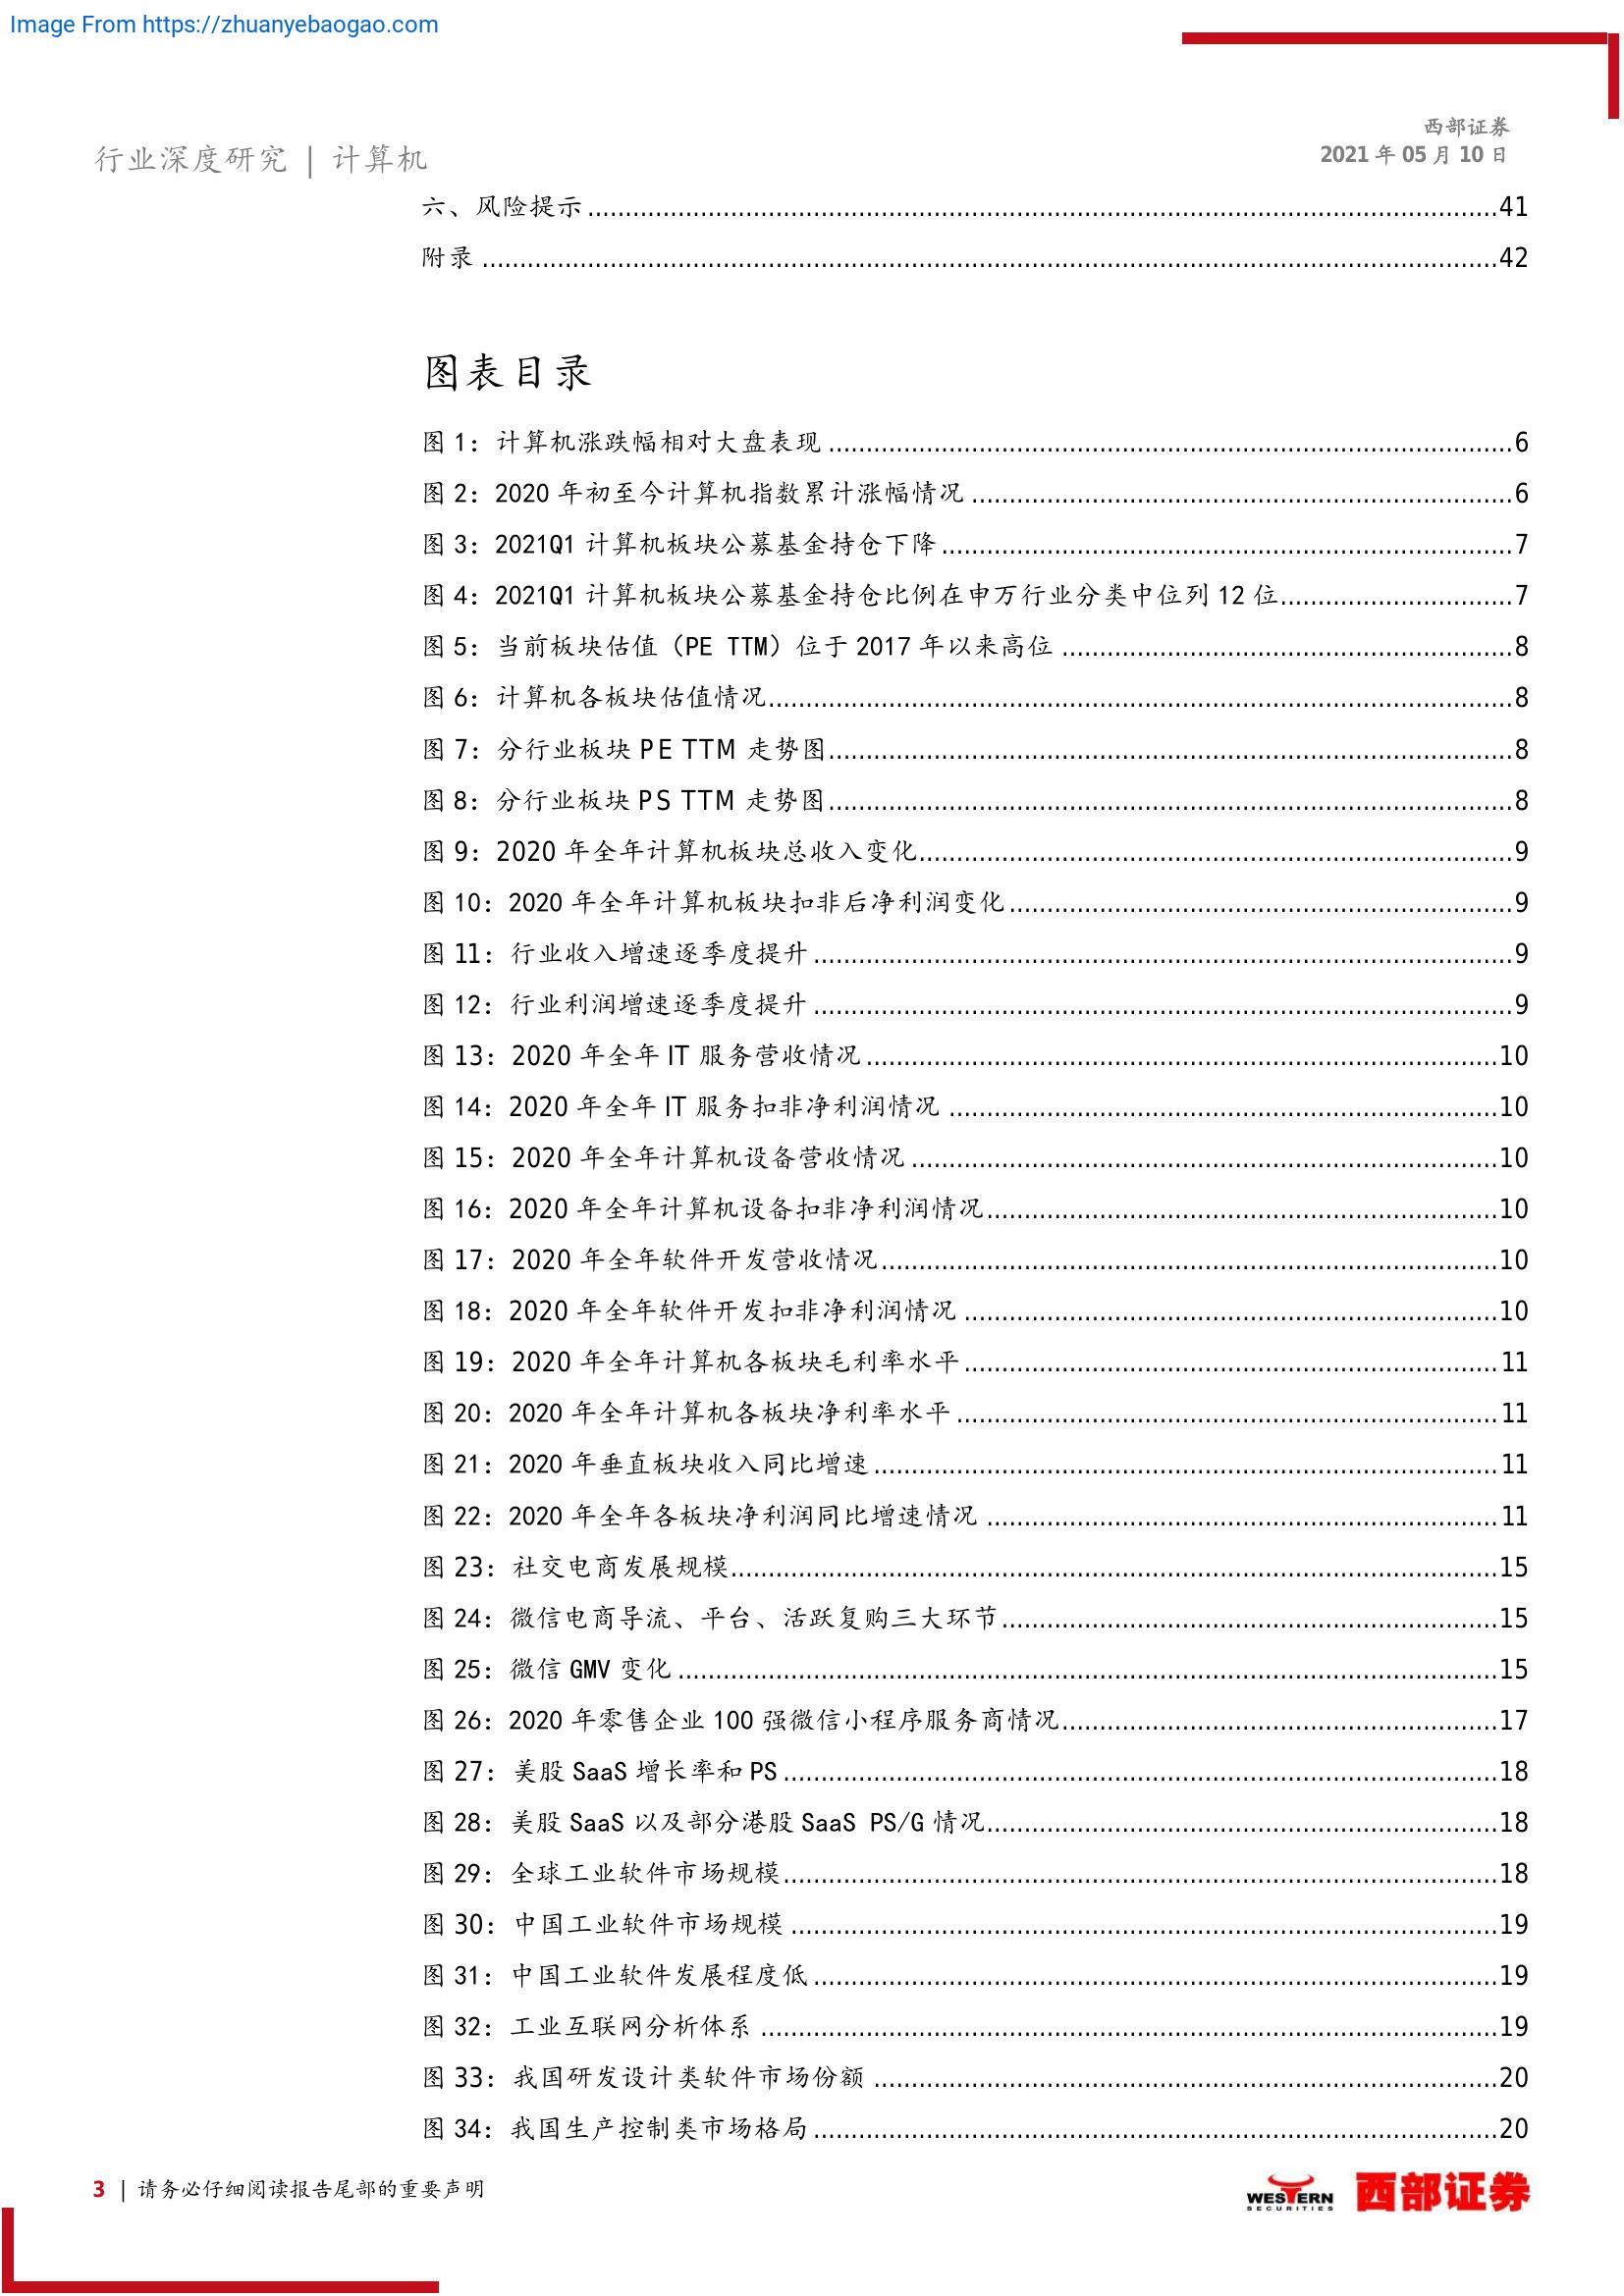 Image From https://zhuanyebaogao.com
西部证券
行业深度研究 | 计算机
2021 年 05 月 10 日
六、风险提示 ........ 41
附录 ........ 42
图表目录
图 1：计算机涨跌幅相对大盘表现 ........ 6
图 2：2020 年初至今计算机指数累计涨幅情况 ........ 6
图 3：2021Q1 计算机板块公募基金持仓下降 ........ 7
图 4：2021Q1 计算机板块公募基金持仓比例在申万行业分类中位列 12 位 ........ 7
图 5：当前板块估值（PE TTM）位于 2017 年以来高位 ........ 8
图 6：计算机各板块估值情况 ........ 8
图 7：分行业板块 PE TTM 走势图 ........ 8
图 8：分行业板块 PS TTM 走势图 ........ 8
图 9：2020 年全年计算机板块总收入变化 ........ 9
图 10：2020 年全年计算机板块扣非后净利润变化 ........ 9
图 11：行业收入增速逐季度提升 ........ 9
图 12：行业利润增速逐季度提升 ........ 9
图 13：2020 年全年 IT 服务营收情况 ........ 10
图 14：2020 年全年 IT 服务扣非净利润情况 ........ 10
图 15：2020 年全年计算机设备营收情况 ........ 10
图 16：2020 年全年计算机设备扣非净利润情况 ........ 10
图 17：2020 年全年软件开发营收情况 ........ 10
图 18：2020 年全年软件开发扣非净利润情况 ........ 10
图 19：2020 年全年计算机各板块毛利率水平 ........ 11
图 20：2020 年全年计算机各板块净利率水平 ........ 11
图 21：2020 年垂直板块收入同比增速 ........ 11
图 22：2020 年全年各板块净利润同比增速情况 ........ 11
图 23：社交电商发展规模 ........ 15
图 24：微信电商导流、平台、活跃复购三大环节 ........ 15
图 25：微信 GMV 变化 ........ 15
图 26：2020 年零售企业 100 强微信小程序服务商情况 ........ 17
图 27：美股 SaaS 增长率和 PS ........ 18
图 28：美股 SaaS 以及部分港股 SaaS PS/G 情况 ........ 18
图 29：全球工业软件市场规模 ........ 18
图 30：中国工业软件市场规模 ........ 19
图 31：中国工业软件发展程度低 ........ 19
图 32：工业互联网分析体系 ........ 19
图 33：我国研发设计类软件市场份额 ........ 20
图 34：我国生产控制类市场格局 ........ 20
3 | 请务必仔细阅读报告尾部的重要声明
WESTERN
SECURITIES
西部证券